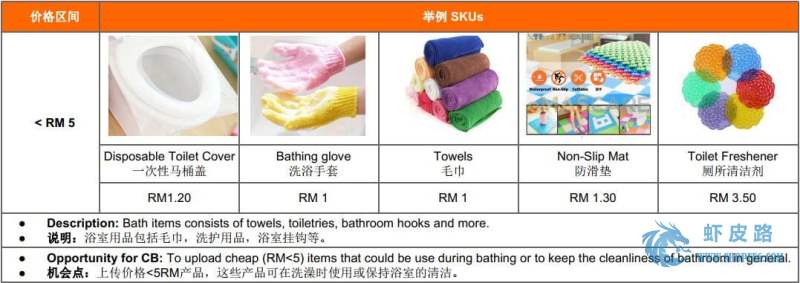 价格区间
举例 SKUs
< RM 5
Waterproof Non-Slip Cuttable DIY
Disposable Toilet Cover
一次性马桶盖
Bathing glove
洗浴手套
Towels
毛巾
Non-Slip Mat
防滑垫
Toilet Freshener
厕所清洁剂
RM1.20
RM 1
RM 1
RM 1.30
RM 3.50
● Description: Bath items consists of towels, toiletries, bathroom hooks and more.
● 说明：浴室用品包括毛巾，洗护用品，浴室挂钩等。
● Opportunity for CB: To upload cheap (RM<5) items that could be use during bathing or to keep the cleanliness of bathroom in general.
● 机会点：上传价格<5RM产品，这些产品可在洗澡时使用或保持浴室的清洁。
虾皮路